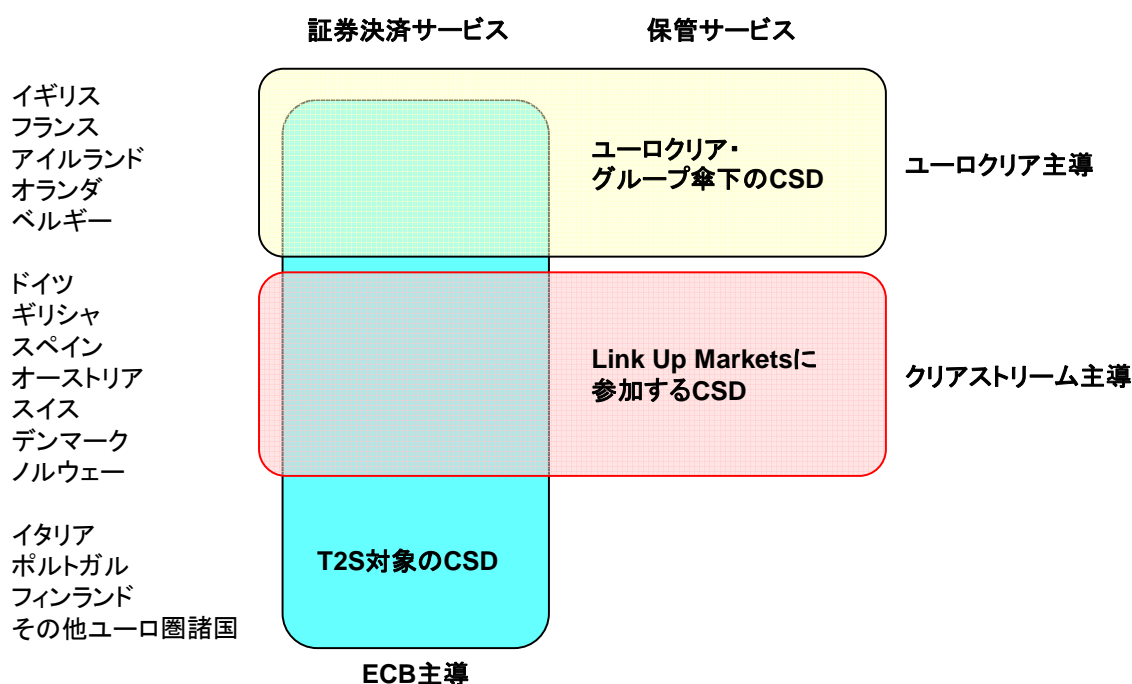 証券決済サービス
保管サービス
イギリス
フランス
アイルランド
オランダ
ベルギー
ユーロクリア・
グループ傘下のCSD
ユーロクリア主導
ドイツ
ギリシャ
スペイン
オーストリア
スイス
デンマーク
ノルウェー
Link Up Marketsに
参加するCSD
クリアストリーム主導
イタリア
ポルトガル
フィンランド
その他ユーロ圏諸国
T2S対象のCSD
ECB主導